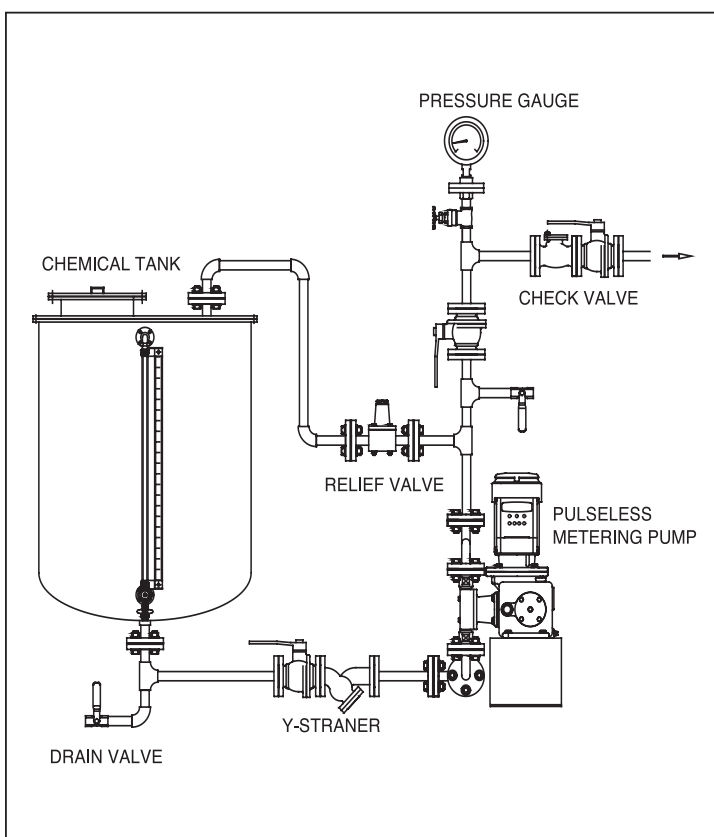 PRESSURE GAUGE
CHEMICAL TANK
CHECK VALVE
RELIEF VALVE
PULSELESS
METERING PUMP
Y-STRANER
DRAIN VALVE